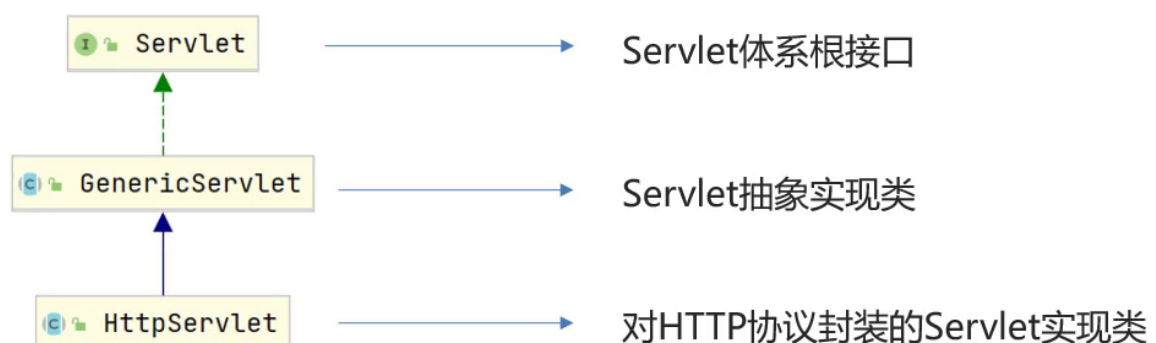 Servlet
Servlet体系根接口
GenericServlet
Servlet抽象实现类
HttpServlet
对HTTP协议封装的Servlet实现类